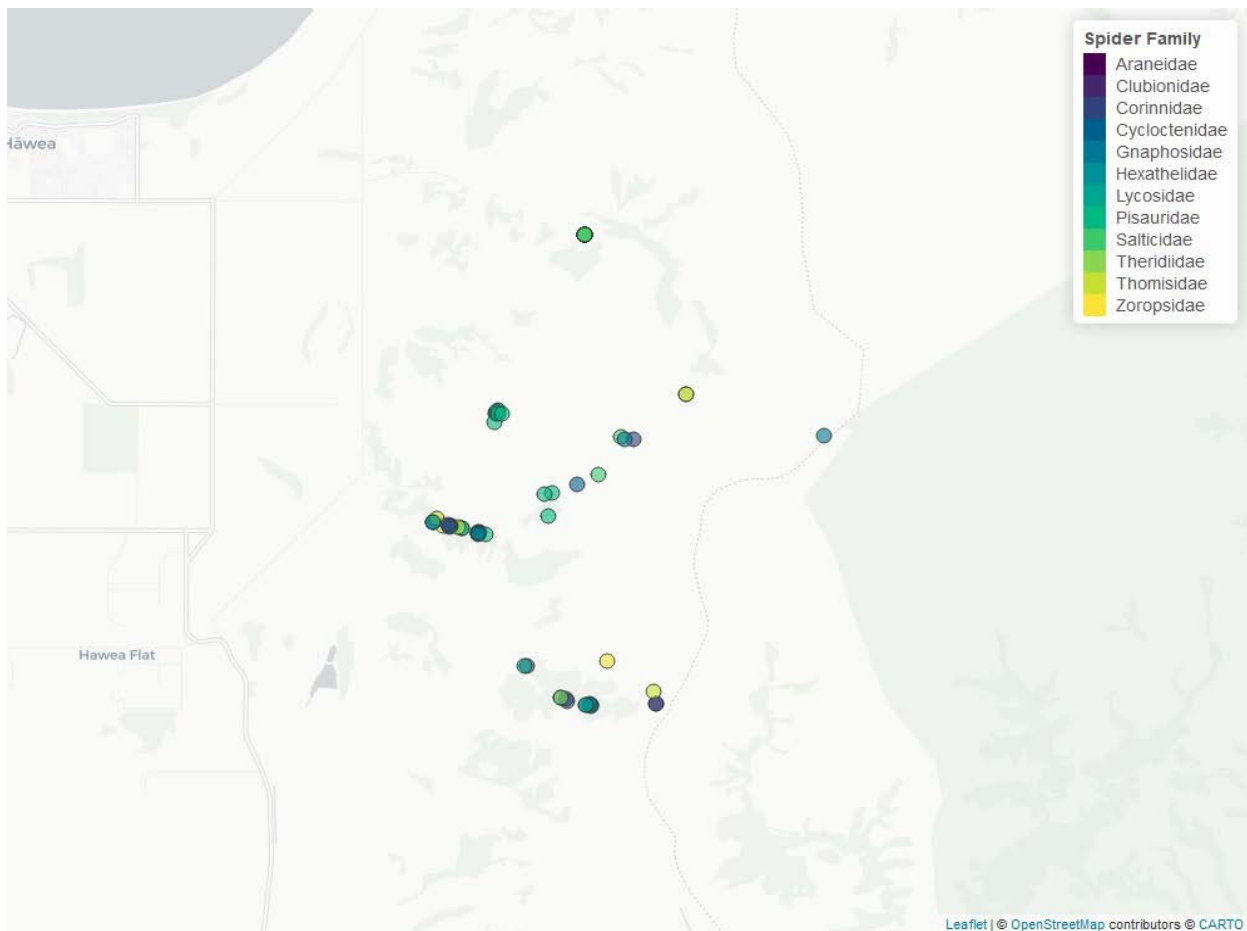 Hāwea
Hawea Flat
Spider Family
Araneidae
Clubionidae
Corinnidae
Cycloctenidae
Gnaphosidae
Hexathelidae
Lycosidae
Pisauridae
Salticidae
Theridiidae
Thomisidae
Zoropsidae
Leaflet | © OpenStreetMap contributors © CARTO